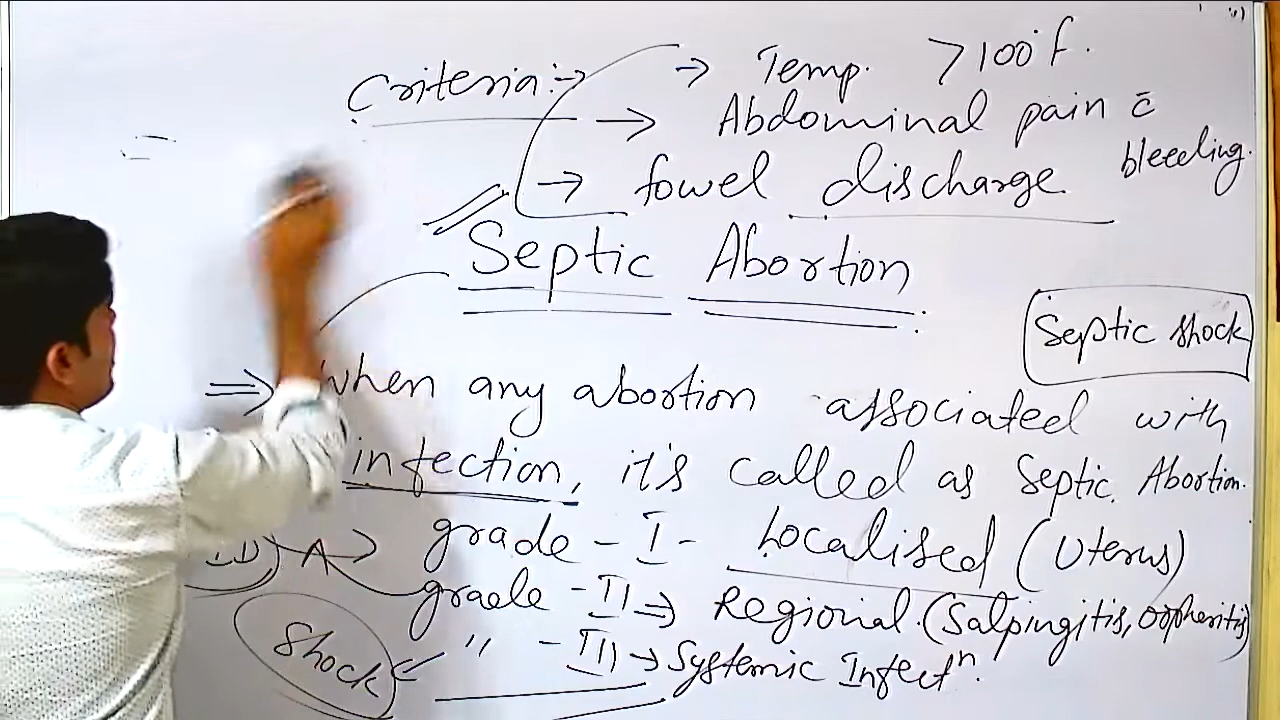 Criteria :- → Temp. >100°f.
→ Abdominal pain c̄ bleeding.
→ fowel discharge.
Septic Abortion :
Septic shock
⇒ When any abortion associated with
infection, it's called as Septic Abortion.
A → grade - I - Localised (Uterus)
grade - II ⇒ Regional. (Salpingitis, oopheritis)
Shock ← " - III → Systemic Infectⁿ.